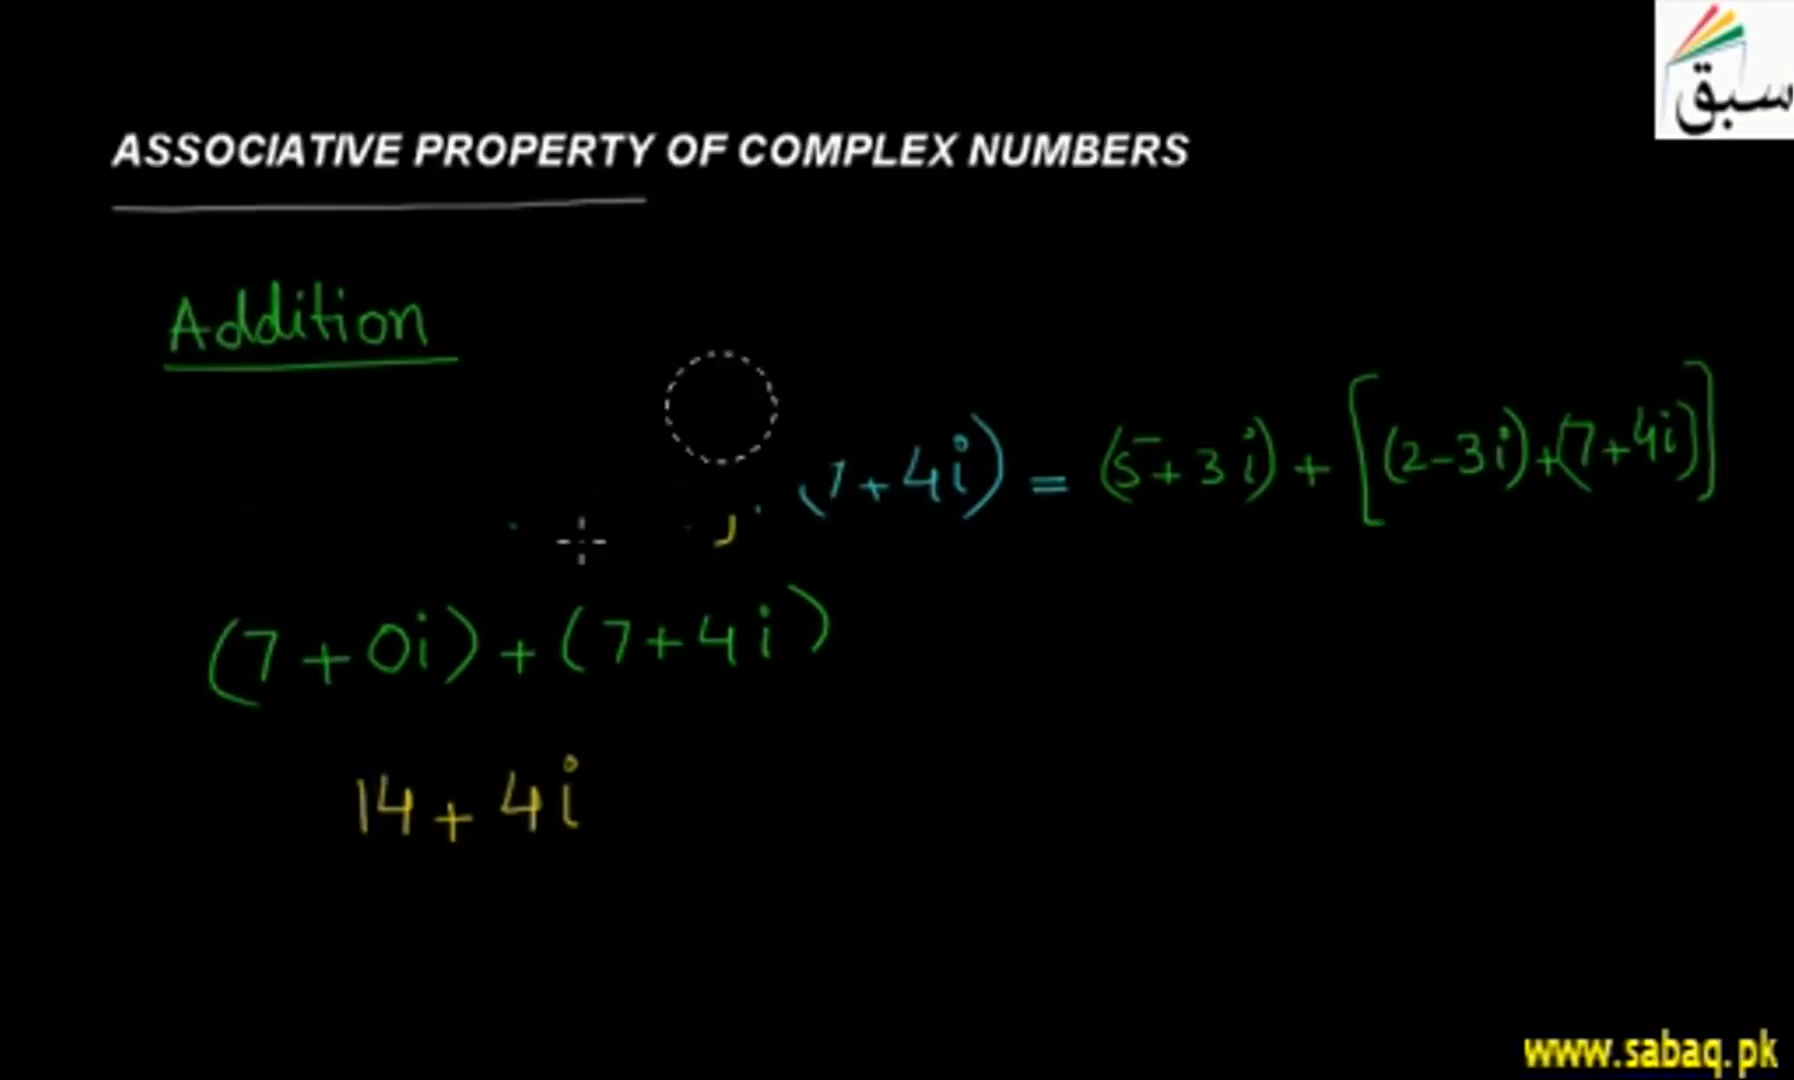 سبق
ASSOCIATIVE PROPERTY OF COMPLEX NUMBERS
Addition
(7+4i) = (5+3i) + [(2-3i)+(7+4i)]
(7+0i) + (7+4i)
14+4i
www.sabaq.pk